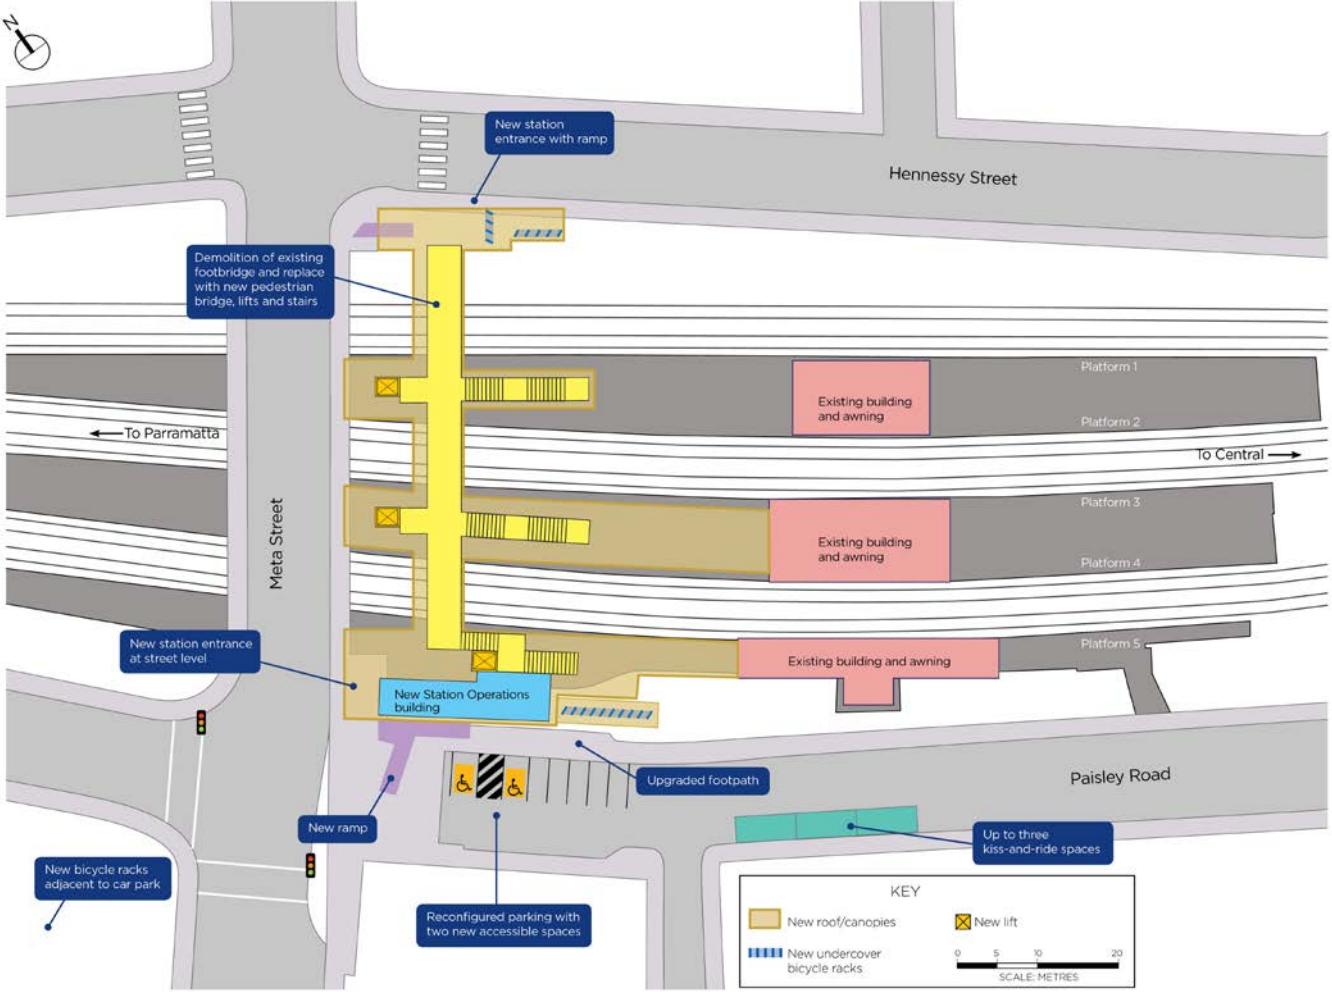 N
New station
entrance with ramp
Hennessy Street
Demolition of existing
footbridge and replace
with new pedestrian
bridge, lifts and stairs
Platform 1
Existing building
and awning
Platform 2
To Parramatta
To Central
Platform 3
Meta Street
Existing building
and awning
Platform 4
New station entrance
at street level
Platform 5
Existing building and awning
New Station Operations
building
Upgraded footpath
Paisley Road
New ramp
Up to three
kiss-and-ride spaces
New bicycle racks
adjacent to car park
Reconfigured parking with
two new accessible spaces
KEY
New roof/canopies
New lift
New undercover
bicycle racks
0 5 10 20
SCALE: METRES